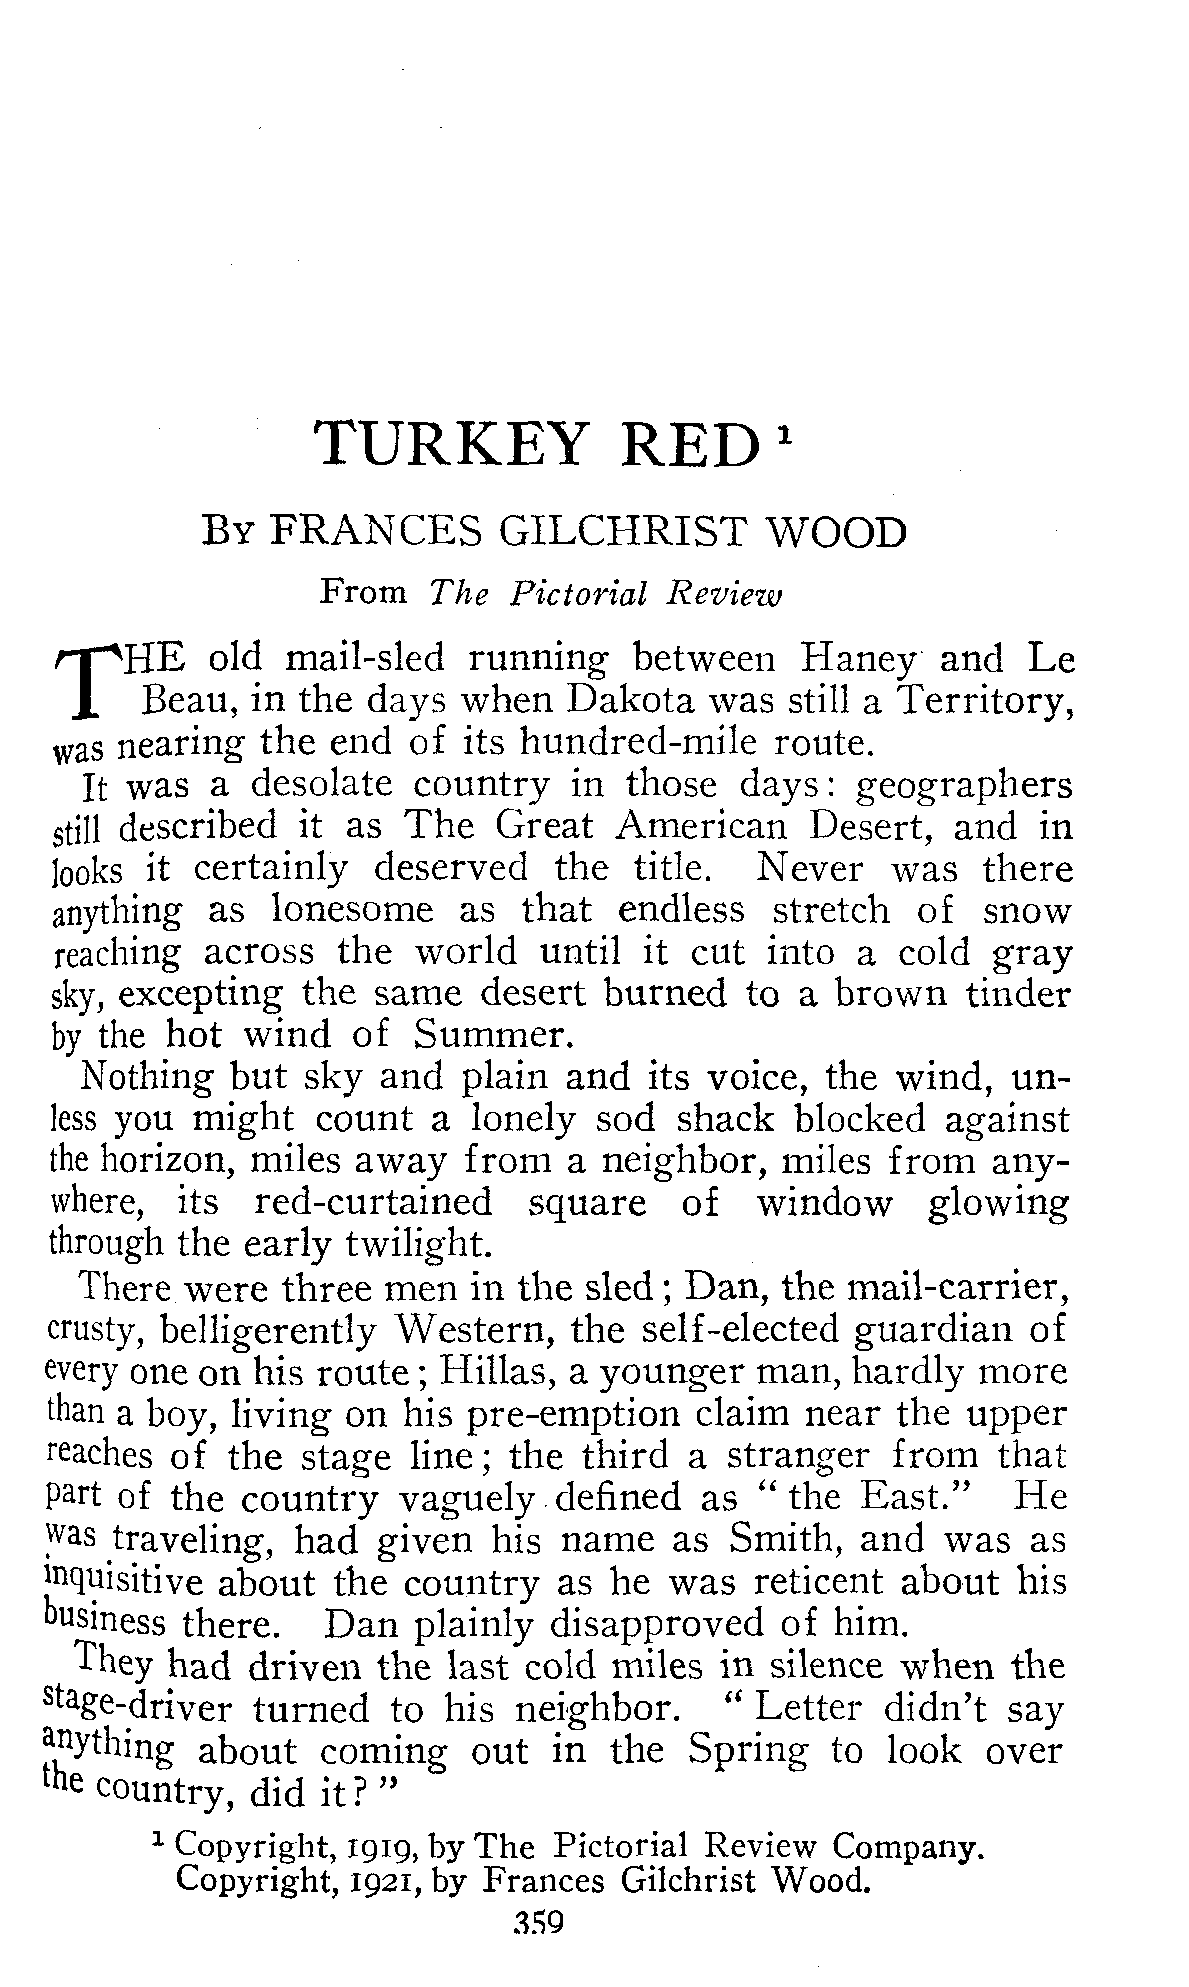 TURKEY RED ¹
BY FRANCES GILCHRIST WOOD
From The Pictorial Review
THE old mail-sled running between Haney and Le
Beau, in the days when Dakota was still a Territory,
was nearing the end of its hundred-mile route.
It was a desolate country in those days: geographers
still described it as The Great American Desert, and in
looks it certainly deserved the title. Never was there
anything as lonesome as that endless stretch of snow
reaching across the world until it cut into a cold gray
sky, excepting the same desert burned to a brown tinder
by the hot wind of Summer.
Nothing but sky and plain and its voice, the wind, un-
less you might count a lonely sod shack blocked against
the horizon, miles away from a neighbor, miles from any-
where, its red-curtained square of window glowing
through the early twilight.
There were three men in the sled; Dan, the mail-carrier,
crusty, belligerently Western, the self-elected guardian of
every one on his route; Hillas, a younger man, hardly more
than a boy, living on his pre-emption claim near the upper
reaches of the stage line; the third a stranger from that
part of the country vaguely defined as "the East." He
was traveling, had given his name as Smith, and was as
inquisitive about the country as he was reticent about his
business there. Dan plainly disapproved of him.
They had driven the last cold miles in silence when the
stage-driver turned to his neighbor. "Letter didn't say
anything about coming out in the Spring to look over
the country, did it?"
¹ Copyright, 1919, by The Pictorial Review Company.
Copyright, 1921, by Frances Gilchrist Wood.
359